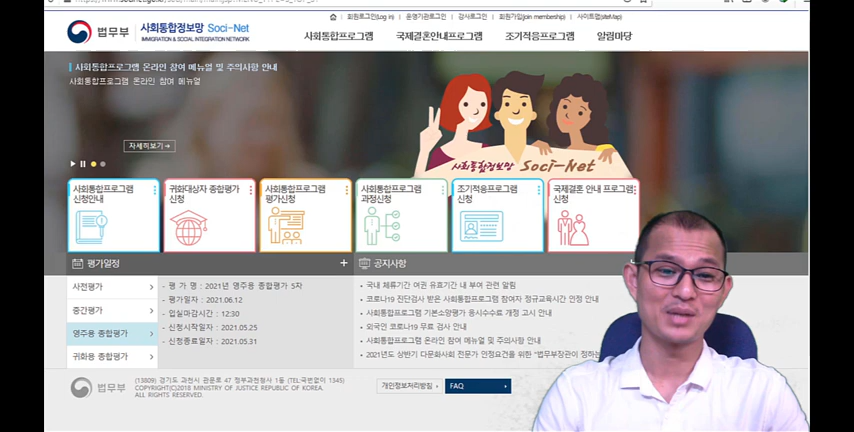 회원로그인(Log in) | 운영기관로그인 | 강사로그인 | 회원가입(join membership) | 사이트맵(siteMap)
법무부
사회통합정보망 Soci-Net
IMMIGRATION & SOCIAL INTEGRATION NETWORK
사회통합프로그램
국제결혼안내프로그램
조기적응프로그램
알림마당
사회통합프로그램 온라인 참여 메뉴얼 및 주의사항 안내
사회통합프로그램 온라인 참여 메뉴얼
자세히보기
사회통합정보망 Soci-Net
사회통합프로그램
신청안내
귀화대상자 종합평가
신청
사회통합프로그램
평가신청
사회통합프로그램
과정신청
조기적응프로그램
신청
국제결혼 안내 프로그램
신청
평가일정 +
사전평가
중간평가
영주용 종합평가
귀화용 종합평가
- 평 가 명 : 2021년 영주용 종합평가 5차
- 평가일자 : 2021.06.12
- 입실마감시간 : 12:30
- 신청시작일자 : 2021.05.25
- 신청종료일자 : 2021.05.31
공지사항
국내 체류기간 여권 유효기간 내 부여 관련 알림
코로나19 진단검사 받은 사회통합프로그램 참여자 정규교육시간 인정 안내
사회통합프로그램 기본소양평가 응시수수료 개정 고시 안내
외국인 코로나19 무료 검사 안내
사회통합프로그램 온라인 참여 메뉴얼 및 주의사항 안내
2021년도 상반기 다문화사회 전문가 인정요건을 위한 "법무부장관이 정하는
법무부
(13809) 경기도 과천시 관문로 47 정부과천청사 1동 (TEL:국번없이 1345)
COPYRIGHT(C)2018 MINISTRY OF JUSTICE REPUBLIC OF KOREA.
ALL RIGHTS RESERVED.
개인정보처리방침
FAQ